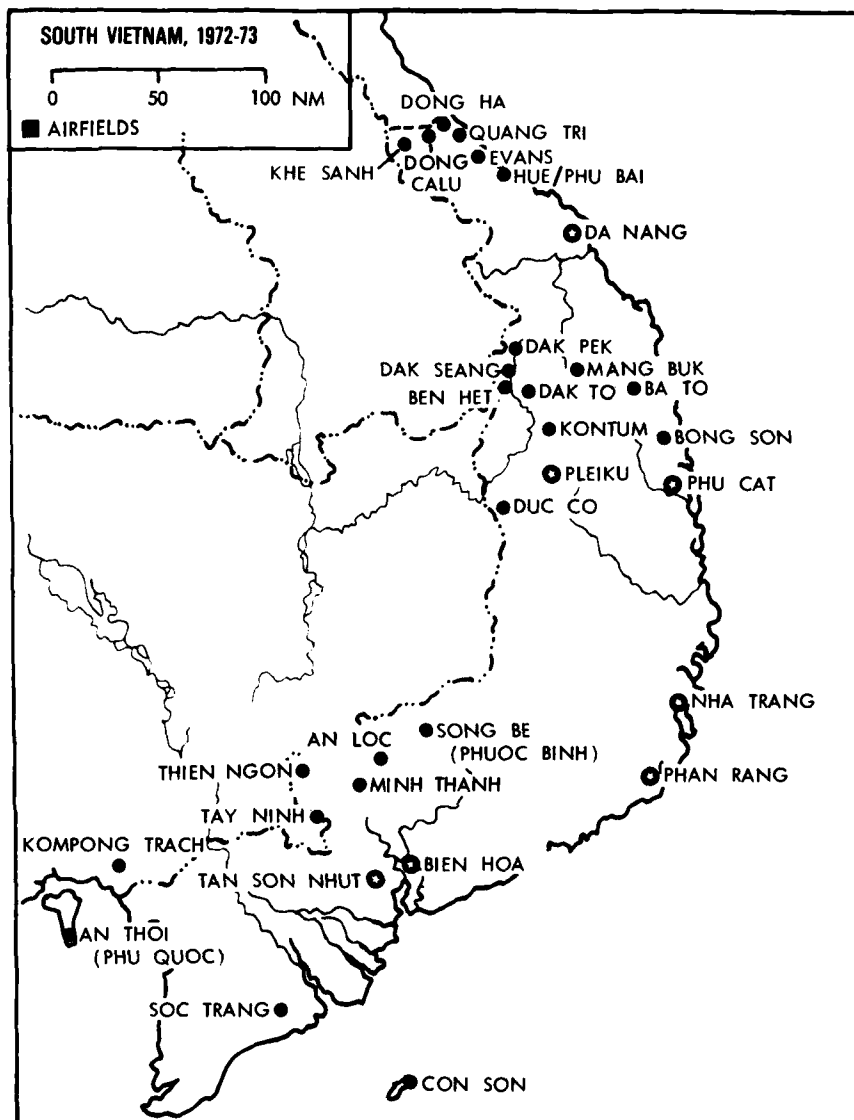 SOUTH VIETNAM, 1972-73
0 50 100 NM
AIRFIELDS
DONG HA
QUANG TRI
KHE SANH
DONG
CALU
EVANS
HUE/PHU BAI
DA NANG
DAK PEK
DAK SEANG
MANG BUK
BEN HET
DAK TO
BA TO
KONTUM
BONG SON
PLEIKU
PHU CAT
DUC CO
NHA TRANG
AN LOC
SONG BE
(PHUOC BINH)
THIEN NGON
MINH THANH
PHAN RANG
TAY NINH
KOMPONG TRACH
BIEN HOA
TAN SON NHUT
AN THŌI
(PHU QUOC)
SOC TRANG
CON SON